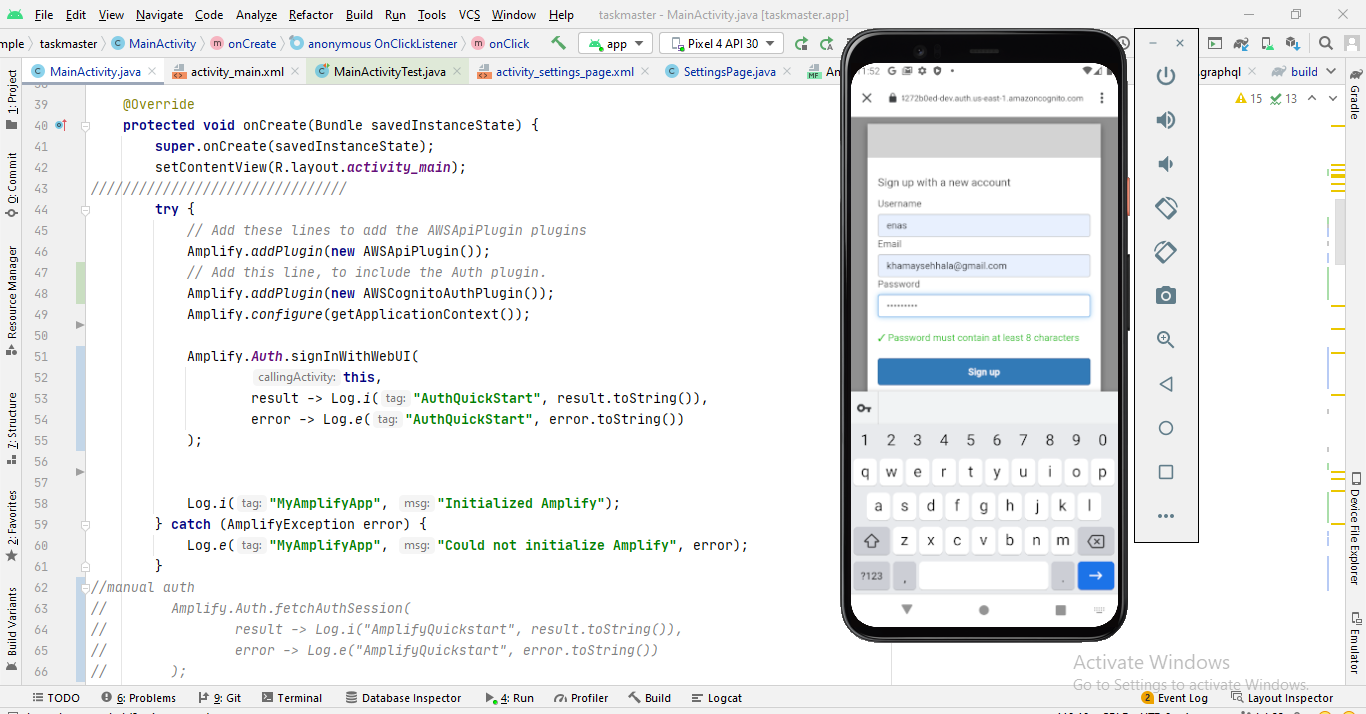 File Edit View Navigate Code Analyze Refactor Build Run Tools VCS Window Help taskmaster - MainActivity.java [taskmaster.app]
mple taskmaster MainActivity onCreate anonymous OnClickListener onClick app Pixel 4 API 30
MainActivity.java activity_main.xml MainActivityTest.java activity_settings_page.xml SettingsPage.java An graphql build
15 13
1: Project
0: Commit
Resource Manager
7: Structure
2: Favorites
Build Variants
39 @Override
40 protected void onCreate(Bundle savedInstanceState) {
41 super.onCreate(savedInstanceState);
42 setContentView(R.layout.activity_main);
43 ////////////////////////////////
44 try {
45 // Add these lines to add the AWSApiPlugin plugins
46 Amplify.addPlugin(new AWSApiPlugin());
47 // Add this line, to include the Auth plugin.
48 Amplify.addPlugin(new AWSCognitoAuthPlugin());
49 Amplify.configure(getApplicationContext());
50
51 Amplify.Auth.signInWithWebUI(
52 callingActivity: this,
53 result -> Log.i( tag: "AuthQuickStart", result.toString()),
54 error -> Log.e( tag: "AuthQuickStart", error.toString())
55 );
56
57
58 Log.i( tag: "MyAmplifyApp", msg: "Initialized Amplify");
59 } catch (AmplifyException error) {
60 Log.e( tag: "MyAmplifyApp", msg: "Could not initialize Amplify", error);
61 }
62 //manual auth
63 // Amplify.Auth.fetchAuthSession(
64 // result -> Log.i("AmplifyQuickstart", result.toString()),
65 // error -> Log.e("AmplifyQuickstart", error.toString())
66 // );
11:52
t272b0ed-dev.auth.us-east-1.amazoncognito.com
Sign up with a new account
Username
enas
Email
khamaysehhala@gmail.com
Password
✓ Password must contain at least 8 characters
Sign up
1 2 3 4 5 6 7 8 9 0
q w e r t y u i o p
a s d f g h j k l
z x c v b n m
?123 , .
Gradle
Device File Explorer
Emulator
Activate Windows
Go to Settings to activate Windows.
TODO 6: Problems 9: Git Terminal Database Inspector 4: Run Profiler Build Logcat 2 Event Log Layout Inspector